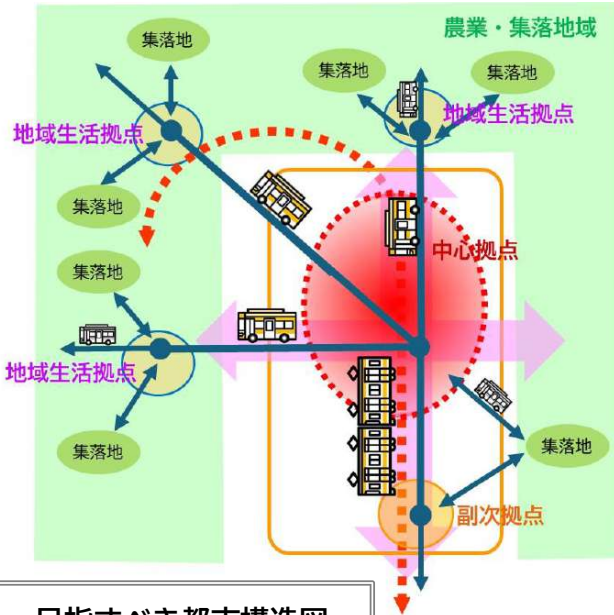 農業・集落地域
集落地
集落地
集落地
地域生活拠点
地域生活拠点
集落地
中心拠点
集落地
地域生活拠点
集落地
集落地
副次拠点
目指すべき都市構造図